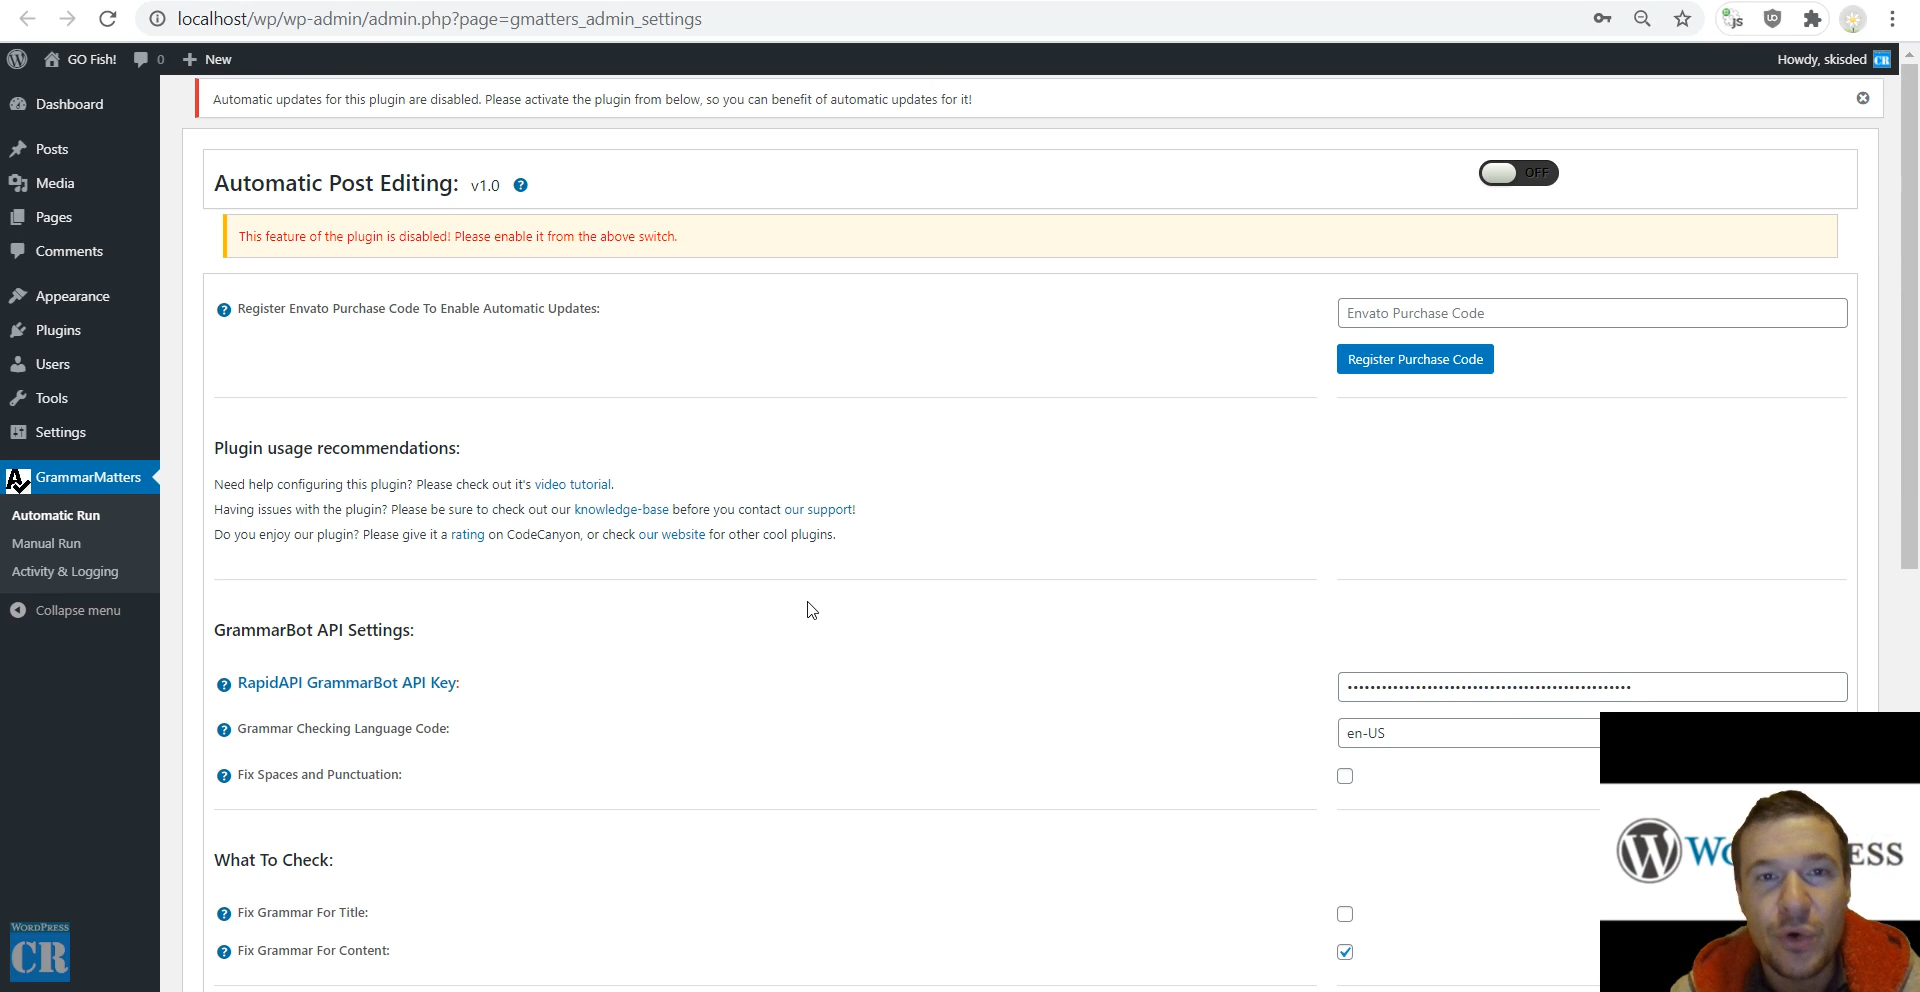 localhost/wp/wp-admin/admin.php?page=gmatters_admin_settings
GO Fish!
0
New
Howdy, skisded
CR
Dashboard
Posts
Media
Pages
Comments
Appearance
Plugins
Users
Tools
Settings
GrammarMatters
Automatic Run
Manual Run
Activity & Logging
Collapse menu
Automatic updates for this plugin are disabled. Please activate the plugin from below, so you can benefit of automatic updates for it!
Automatic Post Editing: v1.0
OFF
This feature of the plugin is disabled! Please enable it from the above switch.
Register Envato Purchase Code To Enable Automatic Updates:
Envato Purchase Code
Register Purchase Code
Plugin usage recommendations:
Need help configuring this plugin? Please check out it's video tutorial.
Having issues with the plugin? Please be sure to check out our knowledge-base before you contact our support!
Do you enjoy our plugin? Please give it a rating on CodeCanyon, or check our website for other cool plugins.
GrammarBot API Settings:
RapidAPI GrammarBot API Key:
Grammar Checking Language Code:
en-US
Fix Spaces and Punctuation:
What To Check:
Fix Grammar For Title:
Fix Grammar For Content:
WORDPRESS
CR